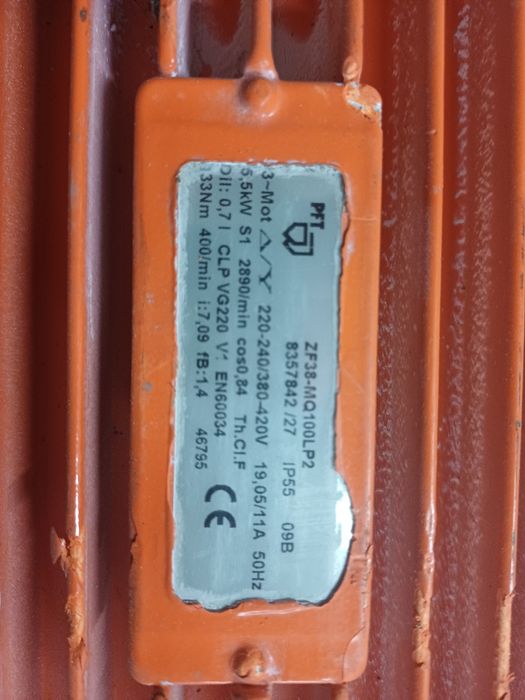 PFT
ZF38-MQ100LP2
8357842 /27 IP55 09B
3~Mot △/Y 220-240/380-420V 19,05/11A 50Hz
5,5kW S1 2890/min cos0,84 Th.Cl.F
Oil: 0,7 l CLP VG220 V1 EN60034
133Nm 400/min i:7,09 fB:1,4 46795
CE